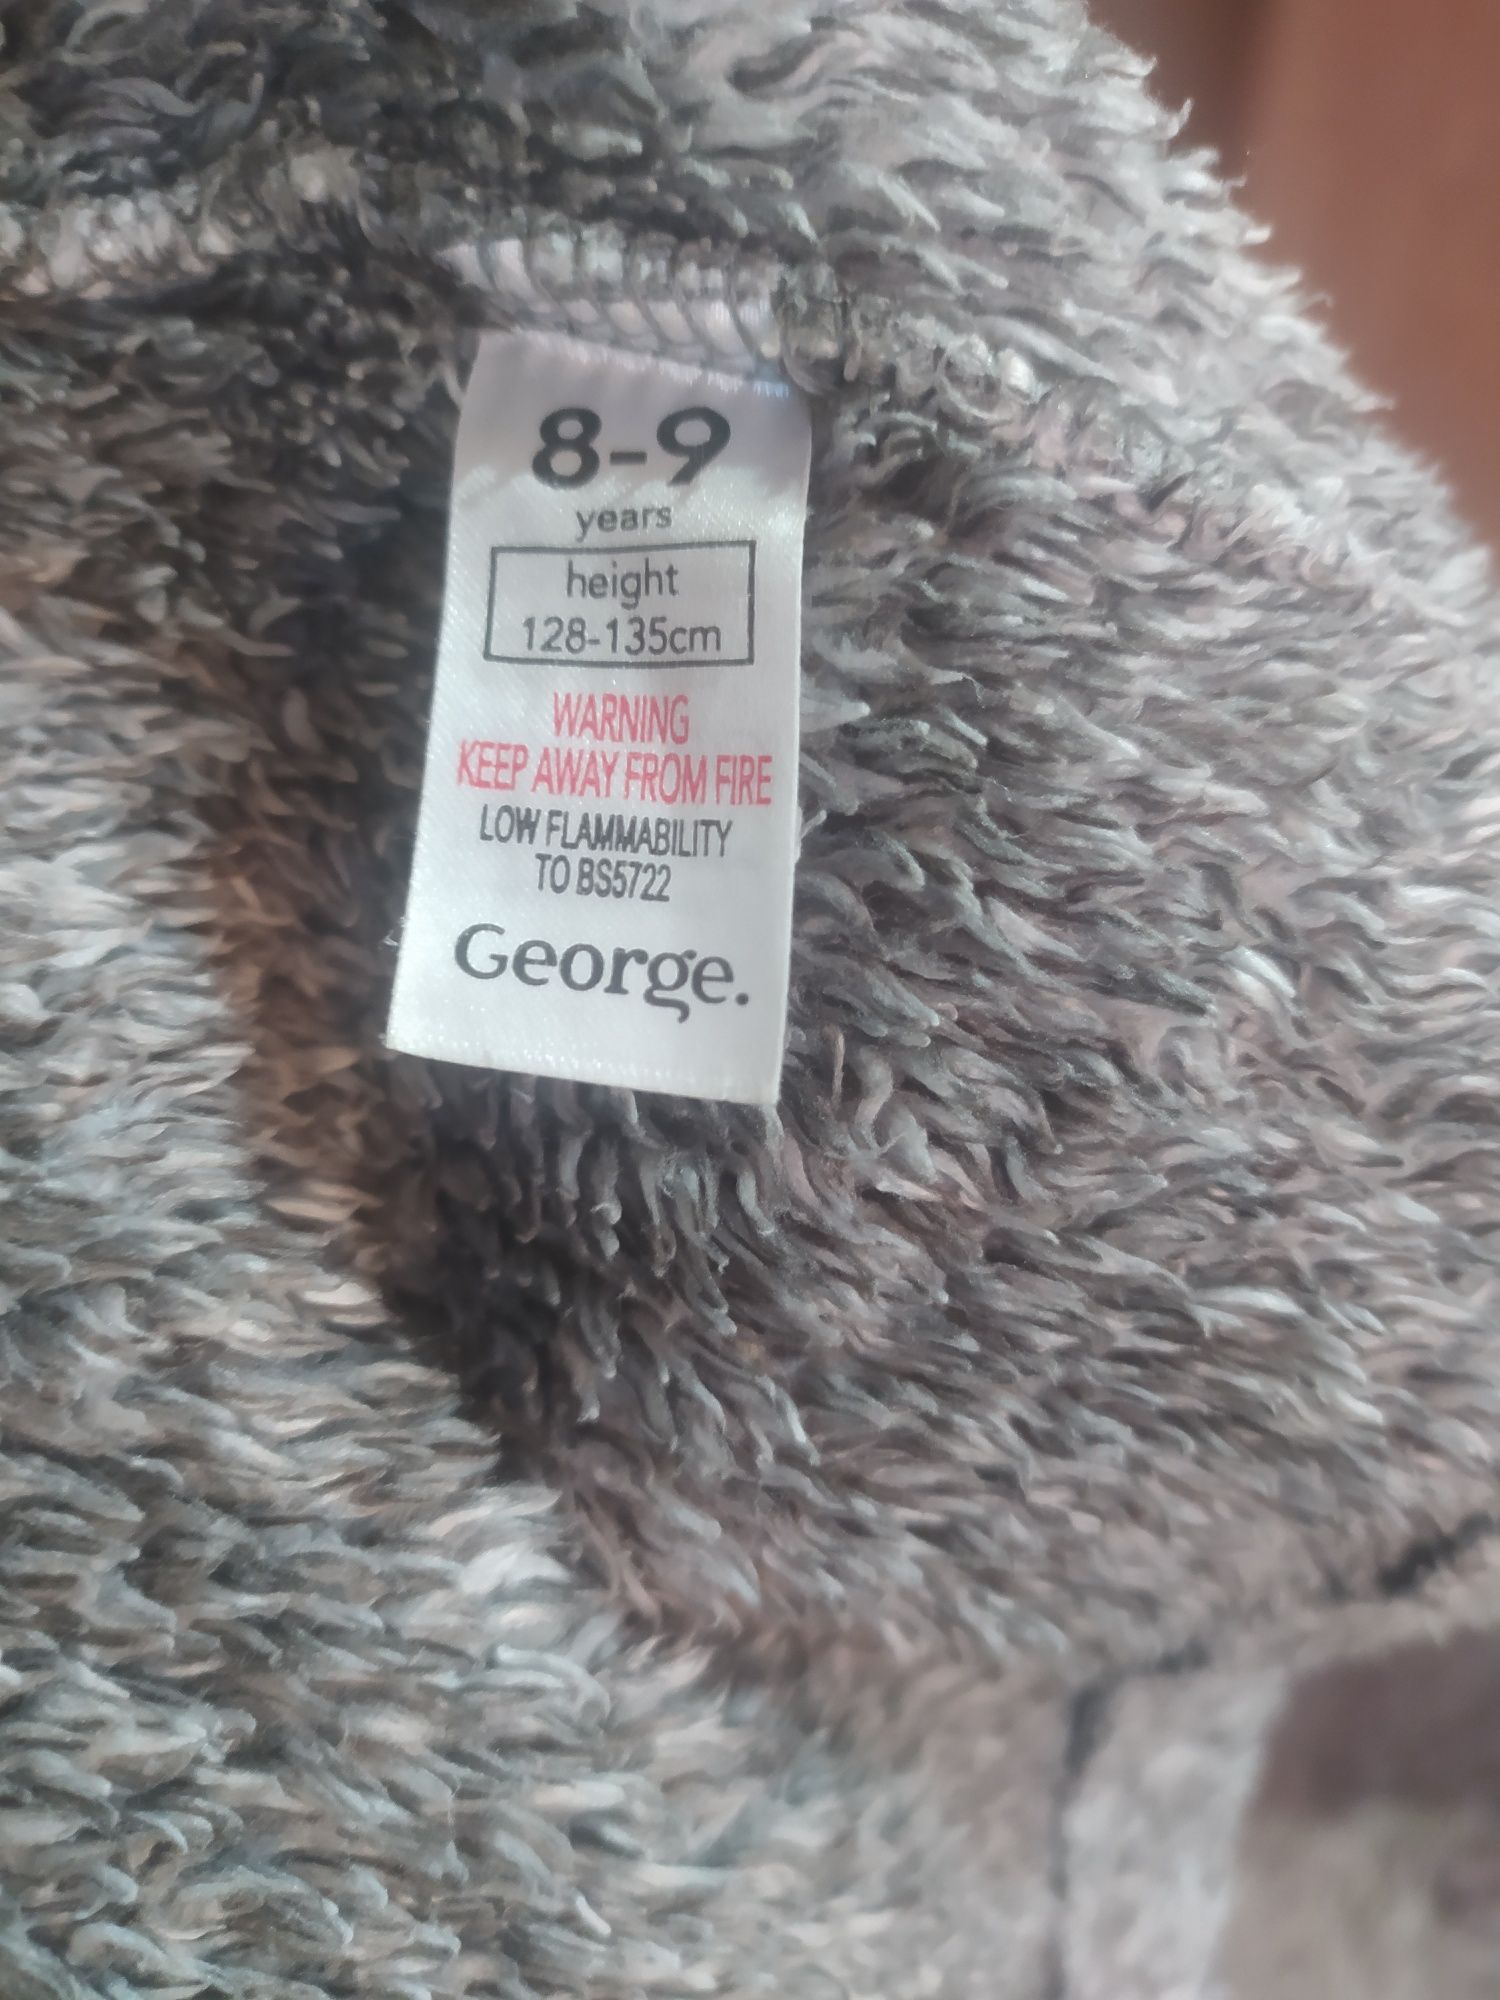 8-9
years
height
128-135cm
WARNING
KEEP AWAY FROM FIRE
LOW FLAMMABILITY
TO BS5722
George.